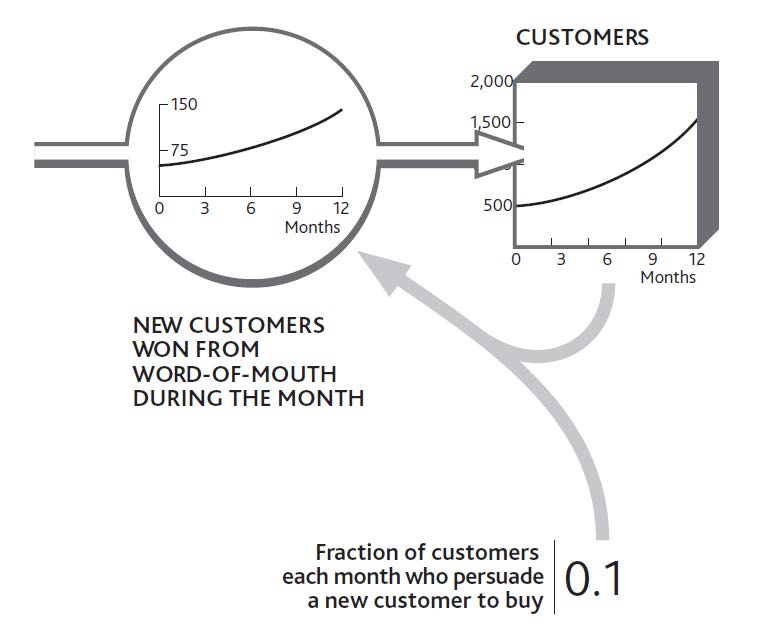 CUSTOMERS
2,000
1,500
500
0 3 6 9 12
Months
150
75
0 3 6 9 12
Months
NEW CUSTOMERS
WON FROM
WORD-OF-MOUTH
DURING THE MONTH
Fraction of customers
each month who persuade
a new customer to buy
0.1